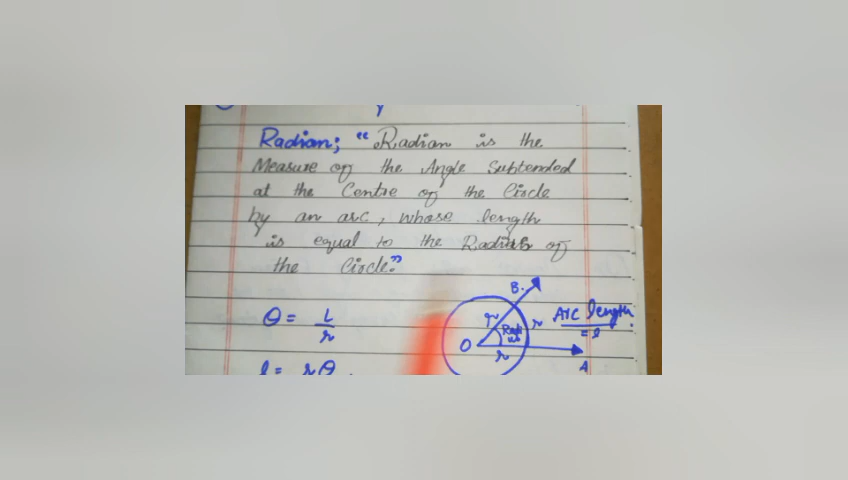 Radian; "Radian is the
Measure of the Angle Subtended
at the Centre of the Circle
by an arc, whose length
is equal to the Radius of
the Circle."
θ = L/r
l = rθ
B.
r
r
Arc length
= l
O
r
A